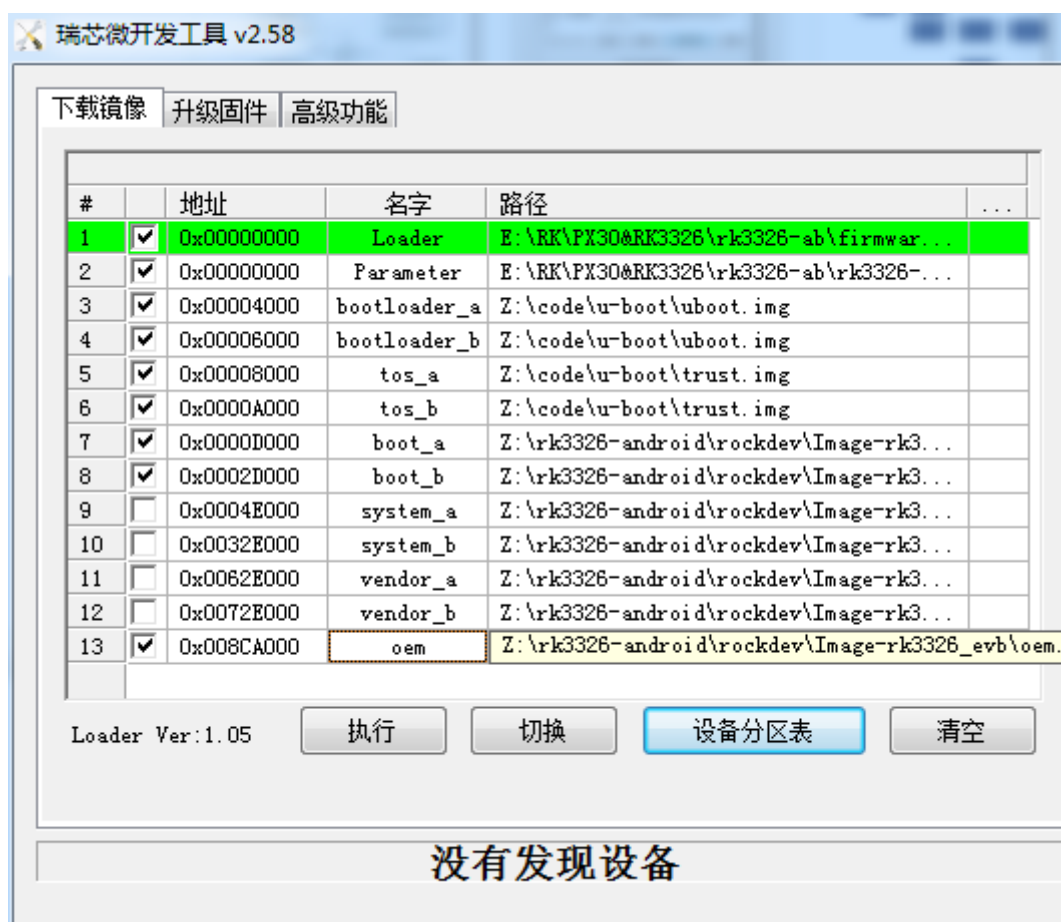 瑞芯微开发工具 v2.58
下载镜像 升级固件 高级功能
# 地址 名字 路径 ...
1 0x00000000 Loader E:\RK\PX30&RK3326\rk3326-ab\firmwar...
2 0x00000000 Parameter E:\RK\PX30&RK3326\rk3326-ab\rk3326-...
3 0x00004000 bootloader_a Z:\code\u-boot\uboot.img
4 0x00006000 bootloader_b Z:\code\u-boot\uboot.img
5 0x00008000 tos_a Z:\code\u-boot\trust.img
6 0x0000A000 tos_b Z:\code\u-boot\trust.img
7 0x0000D000 boot_a Z:\rk3326-android\rockdev\Image-rk3...
8 0x0002D000 boot_b Z:\rk3326-android\rockdev\Image-rk3...
9 0x0004E000 system_a Z:\rk3326-android\rockdev\Image-rk3...
10 0x0032E000 system_b Z:\rk3326-android\rockdev\Image-rk3...
11 0x0062E000 vendor_a Z:\rk3326-android\rockdev\Image-rk3...
12 0x0072E000 vendor_b Z:\rk3326-android\rockdev\Image-rk3...
13 0x008CA000 oem Z:\rk3326-android\rockdev\Image-rk3326_evb\oem.
Loader Ver:1.05 执行 切换 设备分区表 清空
没有发现设备